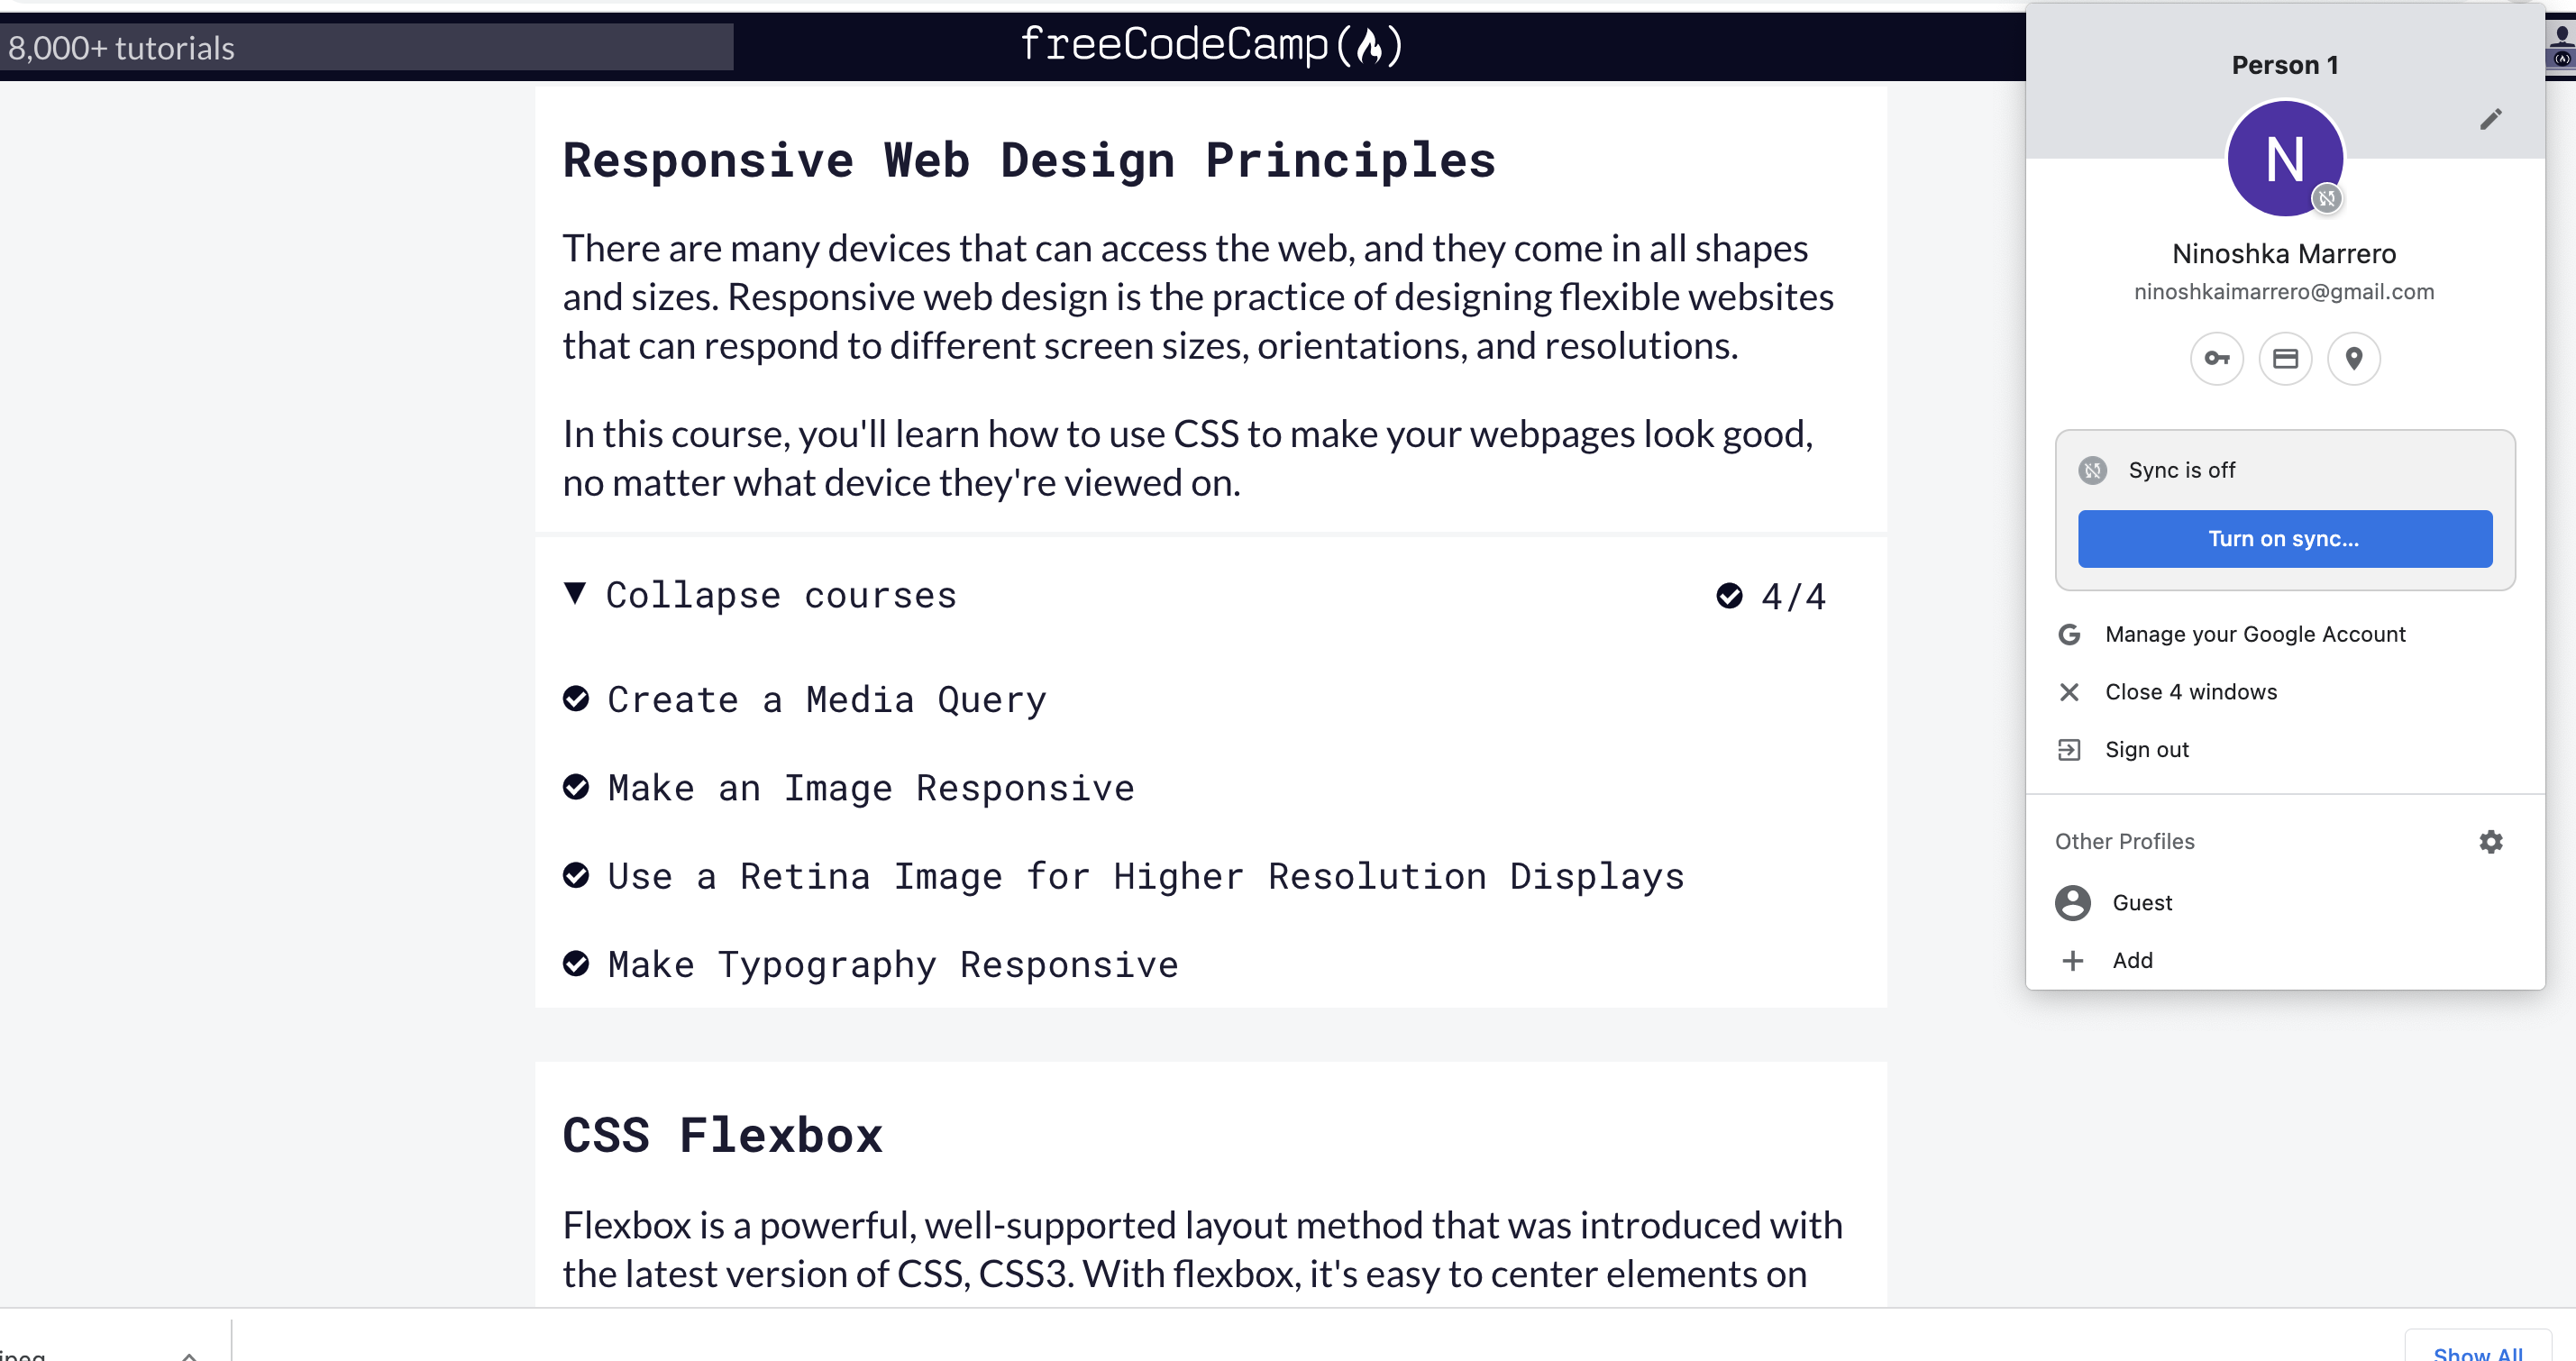 8,000+ tutorials
freeCodeCamp
Responsive Web Design Principles
There are many devices that can access the web, and they come in all shapes
and sizes. Responsive web design is the practice of designing flexible websites
that can respond to different screen sizes, orientations, and resolutions.
In this course, you'll learn how to use CSS to make your webpages look good,
no matter what device they're viewed on.
Collapse courses
4/4
Create a Media Query
Make an Image Responsive
Use a Retina Image for Higher Resolution Displays
Make Typography Responsive
CSS Flexbox
Flexbox is a powerful, well-supported layout method that was introduced with
the latest version of CSS, CSS3. With flexbox, it's easy to center elements on
Person 1
N
Ninoshka Marrero
ninoshkaimarrero@gmail.com
Sync is off
Turn on sync...
Manage your Google Account
Close 4 windows
Sign out
Other Profiles
Guest
Add
Show All